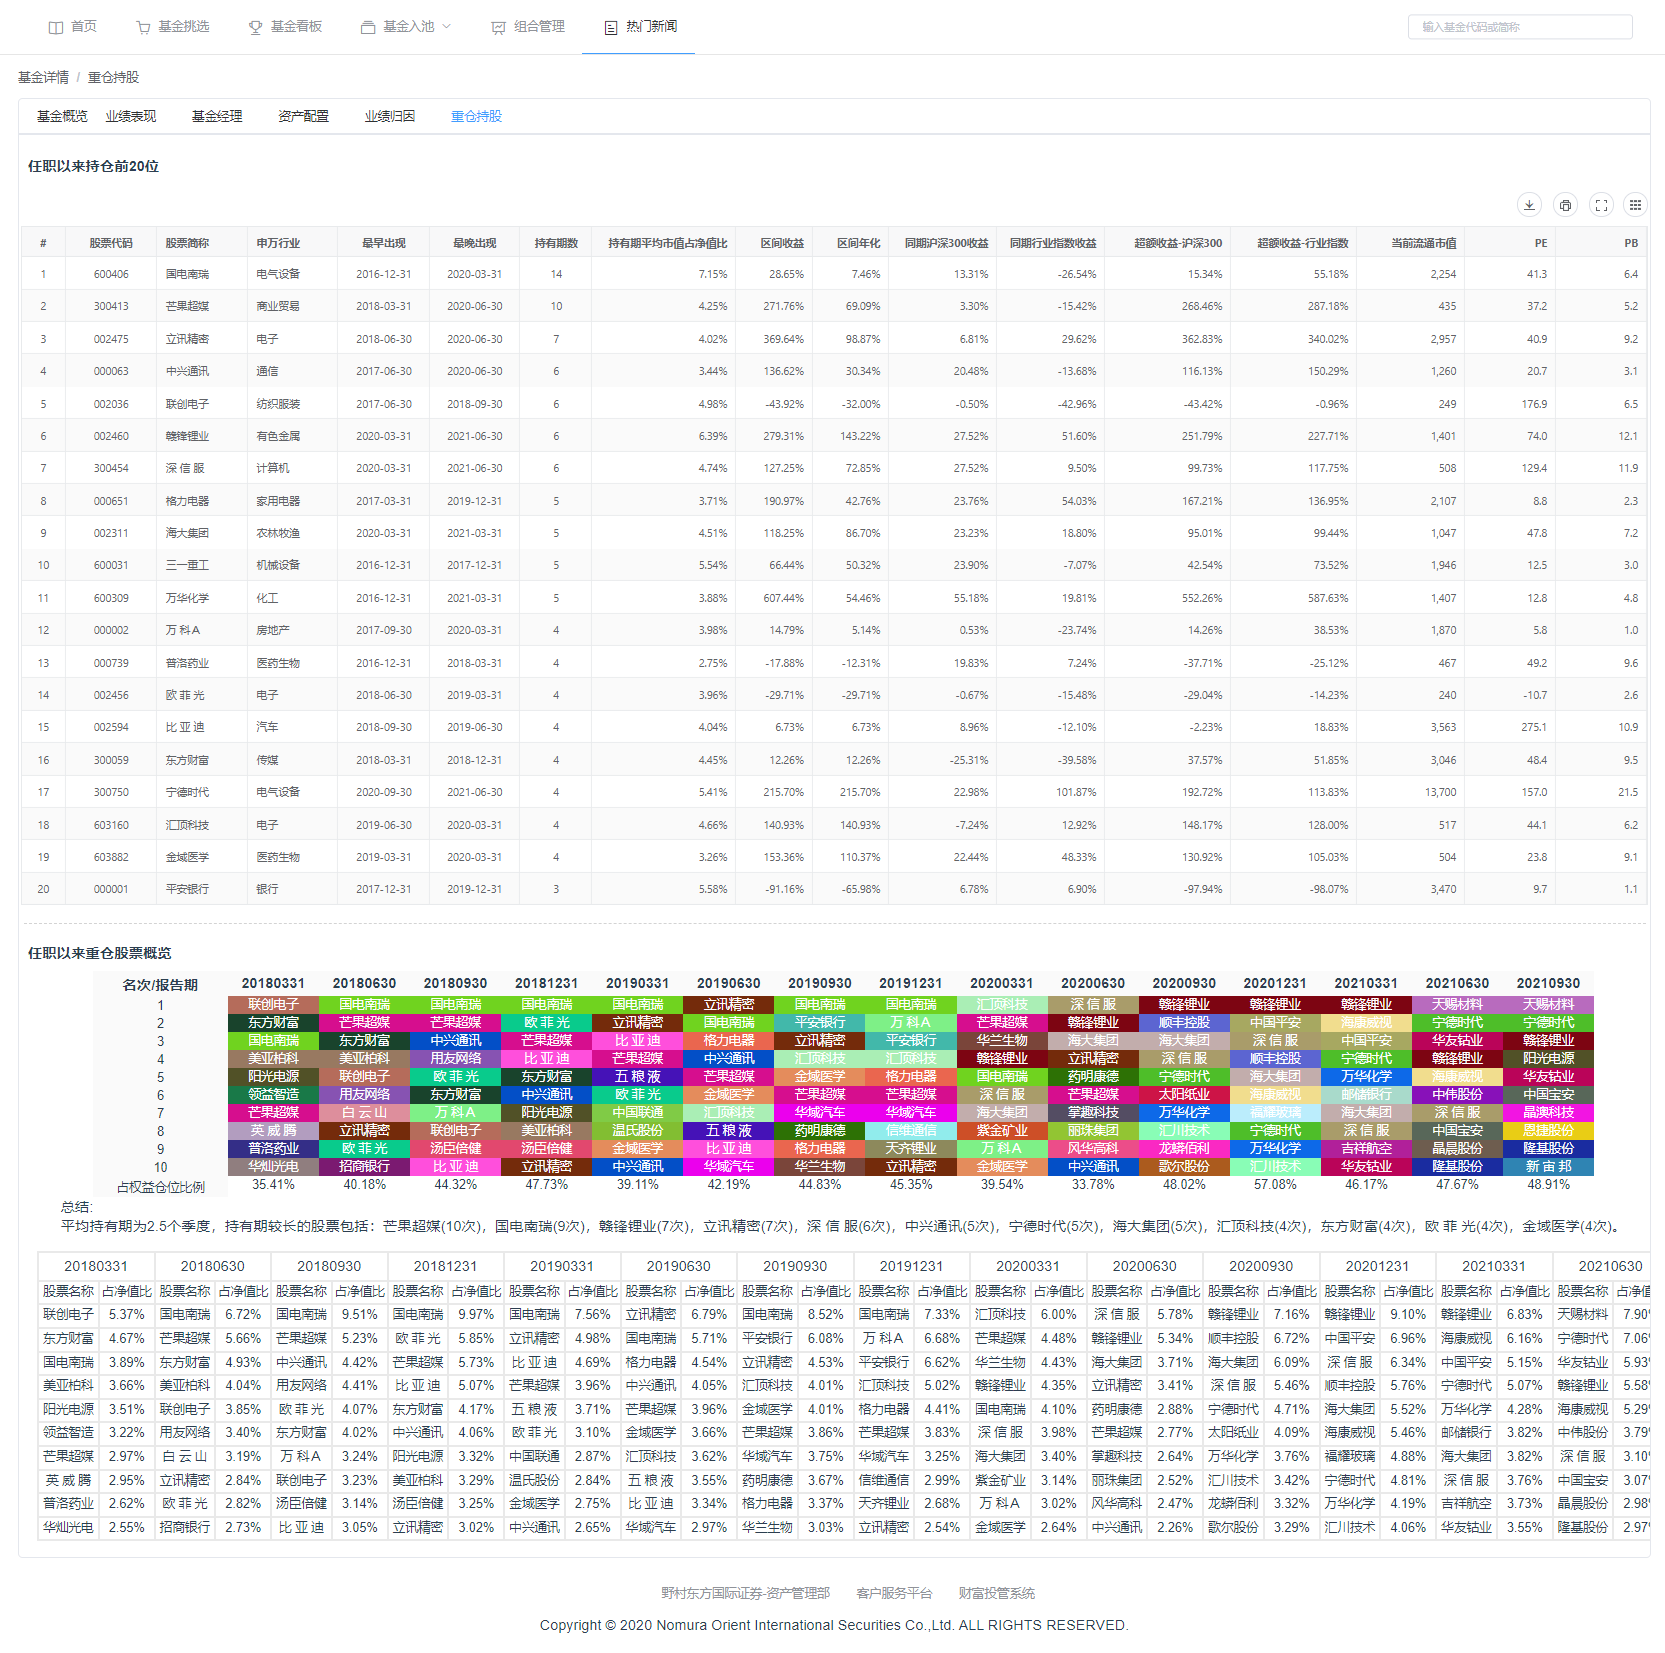 首页 基金挑选 基金看板 基金入池 组合管理 热门新闻 输入基金代码或简称
基金详情 / 重仓持股
基金概览 业绩表现 基金经理 资产配置 业绩归因 重仓持股
任职以来持仓前20位
# 股票代码 股票简称 申万行业 最早出现 最晚出现 持有期数 持有期平均市值占净值比 区间收益 区间年化 同期沪深300收益 同期行业指数收益 超额收益-沪深300 超额收益-行业指数 当前流通市值 PE PB
1 600406 国电南瑞 电气设备 2016-12-31 2020-03-31 14 7.15% 28.65% 7.46% 13.31% -26.54% 15.34% 55.18% 2,254 41.3 6.4
2 300413 芒果超媒 商业贸易 2018-03-31 2020-06-30 10 4.25% 271.76% 69.09% 3.30% -15.42% 268.46% 287.18% 435 37.2 5.2
3 002475 立讯精密 电子 2018-06-30 2020-06-30 7 4.02% 369.64% 98.87% 6.81% 29.62% 362.83% 340.02% 2,957 40.9 9.2
4 000063 中兴通讯 通信 2017-06-30 2020-06-30 6 3.44% 136.62% 30.34% 20.48% -13.68% 116.13% 150.29% 1,260 20.7 3.1
5 002036 联创电子 纺织服装 2017-06-30 2018-09-30 6 4.98% -43.92% -32.00% -0.50% -42.96% -43.42% -0.96% 249 176.9 6.5
6 002460 赣锋锂业 有色金属 2020-03-31 2021-06-30 6 6.39% 279.31% 143.22% 27.52% 51.60% 251.79% 227.71% 1,401 74.0 12.1
7 300454 深 信 服 计算机 2020-03-31 2021-06-30 6 4.74% 127.25% 72.85% 27.52% 9.50% 99.73% 117.75% 508 129.4 11.9
8 000651 格力电器 家用电器 2017-03-31 2019-12-31 5 3.71% 190.97% 42.76% 23.76% 54.03% 167.21% 136.95% 2,107 8.8 2.3
9 002311 海大集团 农林牧渔 2020-03-31 2021-03-31 5 4.51% 118.25% 86.70% 23.23% 18.80% 95.01% 99.44% 1,047 47.8 7.2
10 600031 三一重工 机械设备 2016-12-31 2017-12-31 5 5.54% 66.44% 50.32% 23.90% -7.07% 42.54% 73.52% 1,946 12.5 3.0
11 600309 万华化学 化工 2016-12-31 2021-03-31 5 3.88% 607.44% 54.46% 55.18% 19.81% 552.26% 587.63% 1,407 12.8 4.8
12 000002 万 科A 房地产 2017-09-30 2020-03-31 4 3.98% 14.79% 5.14% 0.53% -23.74% 14.26% 38.53% 1,870 5.8 1.0
13 000739 普洛药业 医药生物 2016-12-31 2018-03-31 4 2.75% -17.88% -12.31% 19.83% 7.24% -37.71% -25.12% 467 49.2 9.6
14 002456 欧 菲 光 电子 2018-06-30 2019-03-31 4 3.96% -29.71% -29.71% -0.67% -15.48% -29.04% -14.23% 240 -10.7 2.6
15 002594 比 亚 迪 汽车 2018-09-30 2019-06-30 4 4.04% 6.73% 6.73% 8.96% -12.10% -2.23% 18.83% 3,563 275.1 10.9
16 300059 东方财富 传媒 2018-03-31 2018-12-31 4 4.45% 12.26% 12.26% -25.31% -39.58% 37.57% 51.85% 3,046 48.4 9.5
17 300750 宁德时代 电气设备 2020-09-30 2021-06-30 4 5.41% 215.70% 215.70% 22.98% 101.87% 192.72% 113.83% 13,700 157.0 21.5
18 603160 汇顶科技 电子 2019-06-30 2020-03-31 4 4.66% 140.93% 140.93% -7.24% 12.92% 148.17% 128.00% 517 44.1 6.2
19 603882 金域医学 医药生物 2019-03-31 2020-03-31 4 3.26% 153.36% 110.37% 22.44% 48.33% 130.92% 105.03% 504 23.8 9.1
20 000001 平安银行 银行 2017-12-31 2019-12-31 3 5.58% -91.16% -65.98% 6.78% 6.90% -97.94% -98.07% 3,470 9.7 1.1
任职以来重仓股票概览
名次/报告期 20180331 20180630 20180930 20181231 20190331 20190630 20190930 20191231 20200331 20200630 20200930 20201231 20210331 20210630 20210930
1 联创电子 国电南瑞 国电南瑞 国电南瑞 国电南瑞 立讯精密 国电南瑞 国电南瑞 汇顶科技 深 信 服 赣锋锂业 赣锋锂业 赣锋锂业 天赐材料 天赐材料
2 东方财富 芒果超媒 芒果超媒 欧 菲 光 立讯精密 国电南瑞 平安银行 万 科A 芒果超媒 赣锋锂业 顺丰控股 中国平安 海康威视 宁德时代 宁德时代
3 国电南瑞 东方财富 中兴通讯 芒果超媒 比 亚 迪 格力电器 立讯精密 平安银行 华兰生物 海大集团 海大集团 深 信 服 中国平安 华友钴业 赣锋锂业
4 美亚柏科 美亚柏科 用友网络 比 亚 迪 芒果超媒 中兴通讯 汇顶科技 汇顶科技 赣锋锂业 立讯精密 深 信 服 顺丰控股 宁德时代 赣锋锂业 阳光电源
5 阳光电源 联创电子 欧 菲 光 东方财富 五 粮 液 芒果超媒 金域医学 格力电器 国电南瑞 药明康德 宁德时代 海大集团 万华化学 海康威视 华友钴业
6 领益智造 用友网络 东方财富 中兴通讯 欧 菲 光 金域医学 芒果超媒 芒果超媒 深 信 服 芒果超媒 太阳纸业 海康威视 邮储银行 中伟股份 中国宝安
7 芒果超媒 白 云 山 万 科A 阳光电源 中国联通 汇顶科技 华域汽车 华域汽车 海大集团 掌趣科技 万华化学 福耀玻璃 海大集团 深 信 服 晶澳科技
8 英 威 腾 立讯精密 联创电子 美亚柏科 温氏股份 五 粮 液 药明康德 信维通信 紫金矿业 丽珠集团 汇川技术 宁德时代 深 信 服 中国宝安 恩捷股份
9 普洛药业 欧 菲 光 汤臣倍健 汤臣倍健 金域医学 比 亚 迪 格力电器 天齐锂业 万 科A 风华高科 龙蟒佰利 万华化学 吉祥航空 晶晨股份 隆基股份
10 华灿光电 招商银行 比 亚 迪 立讯精密 中兴通讯 华域汽车 华兰生物 立讯精密 金域医学 中兴通讯 歌尔股份 汇川技术 华友钴业 隆基股份 新 宙 邦
占权益仓位比例 35.41% 40.18% 44.32% 47.73% 39.11% 42.19% 44.83% 45.35% 39.54% 33.78% 48.02% 57.08% 46.17% 47.67% 48.91%
总结:
平均持有期为2.5个季度，持有期较长的股票包括：芒果超媒(10次)，国电南瑞(9次)，赣锋锂业(7次)，立讯精密(7次)，深 信 服(6次)，中兴通讯(5次)，宁德时代(5次)，海大集团(5次)，汇顶科技(4次)，东方财富(4次)，欧 菲 光(4次)，金域医学(4次)。
20180331 20180630 20180930 20181231 20190331 20190630 20190930 20191231 20200331 20200630 20200930 20201231 20210331 20210630
股票名称 占净值比 股票名称 占净值比 股票名称 占净值比 股票名称 占净值比 股票名称 占净值比 股票名称 占净值比 股票名称 占净值比 股票名称 占净值比 股票名称 占净值比 股票名称 占净值比 股票名称 占净值比 股票名称 占净值比 股票名称 占净值比 股票名称 占净值
联创电子 5.37% 国电南瑞 6.72% 国电南瑞 9.51% 国电南瑞 9.97% 国电南瑞 7.56% 立讯精密 6.79% 国电南瑞 8.52% 国电南瑞 7.33% 汇顶科技 6.00% 深 信 服 5.78% 赣锋锂业 7.16% 赣锋锂业 9.10% 赣锋锂业 6.83% 天赐材料 7.90%
东方财富 4.67% 芒果超媒 5.66% 芒果超媒 5.23% 欧 菲 光 5.85% 立讯精密 4.98% 国电南瑞 5.71% 平安银行 6.08% 万 科A 6.68% 芒果超媒 4.48% 赣锋锂业 5.34% 顺丰控股 6.72% 中国平安 6.96% 海康威视 6.16% 宁德时代 7.06%
国电南瑞 3.89% 东方财富 4.93% 中兴通讯 4.42% 芒果超媒 5.73% 比 亚 迪 4.69% 格力电器 4.54% 立讯精密 4.53% 平安银行 6.62% 华兰生物 4.43% 海大集团 3.71% 海大集团 6.09% 深 信 服 6.34% 中国平安 5.15% 华友钴业 5.93%
美亚柏科 3.66% 美亚柏科 4.04% 用友网络 4.41% 比 亚 迪 5.07% 芒果超媒 3.96% 中兴通讯 4.05% 汇顶科技 4.01% 汇顶科技 5.02% 赣锋锂业 4.35% 立讯精密 3.41% 深 信 服 5.46% 顺丰控股 5.76% 宁德时代 5.07% 赣锋锂业 5.58%
阳光电源 3.51% 联创电子 3.85% 欧 菲 光 4.07% 东方财富 4.17% 五 粮 液 3.71% 芒果超媒 3.96% 金域医学 4.01% 格力电器 4.41% 国电南瑞 4.10% 药明康德 2.88% 宁德时代 4.71% 海大集团 5.52% 万华化学 4.28% 海康威视 5.29%
领益智造 3.22% 用友网络 3.40% 东方财富 4.02% 中兴通讯 4.06% 欧 菲 光 3.10% 金域医学 3.66% 芒果超媒 3.86% 芒果超媒 3.83% 深 信 服 3.98% 芒果超媒 2.77% 太阳纸业 4.09% 海康威视 5.46% 邮储银行 3.82% 中伟股份 3.79%
芒果超媒 2.97% 白 云 山 3.19% 万 科A 3.24% 阳光电源 3.32% 中国联通 2.87% 汇顶科技 3.62% 华域汽车 3.75% 华域汽车 3.25% 海大集团 3.40% 掌趣科技 2.64% 万华化学 3.76% 福耀玻璃 4.88% 海大集团 3.82% 深 信 服 3.10%
英 威 腾 2.95% 立讯精密 2.84% 联创电子 3.23% 美亚柏科 3.29% 温氏股份 2.84% 五 粮 液 3.55% 药明康德 3.67% 信维通信 2.99% 紫金矿业 3.14% 丽珠集团 2.52% 汇川技术 3.42% 宁德时代 4.81% 深 信 服 3.76% 中国宝安 3.07%
普洛药业 2.62% 欧 菲 光 2.82% 汤臣倍健 3.14% 汤臣倍健 3.25% 金域医学 2.75% 比 亚 迪 3.34% 格力电器 3.37% 天齐锂业 2.68% 万 科A 3.02% 风华高科 2.47% 龙蟒佰利 3.32% 万华化学 4.19% 吉祥航空 3.73% 晶晨股份 2.98%
华灿光电 2.55% 招商银行 2.73% 比 亚 迪 3.05% 立讯精密 3.02% 中兴通讯 2.65% 华域汽车 2.97% 华兰生物 3.03% 立讯精密 2.54% 金域医学 2.64% 中兴通讯 2.26% 歌尔股份 3.29% 汇川技术 4.06% 华友钴业 3.55% 隆基股份 2.97%
野村东方国际证券-资产管理部 客户服务平台 财富投管系统
Copyright © 2020 Nomura Orient International Securities Co.,Ltd. ALL RIGHTS RESERVED.